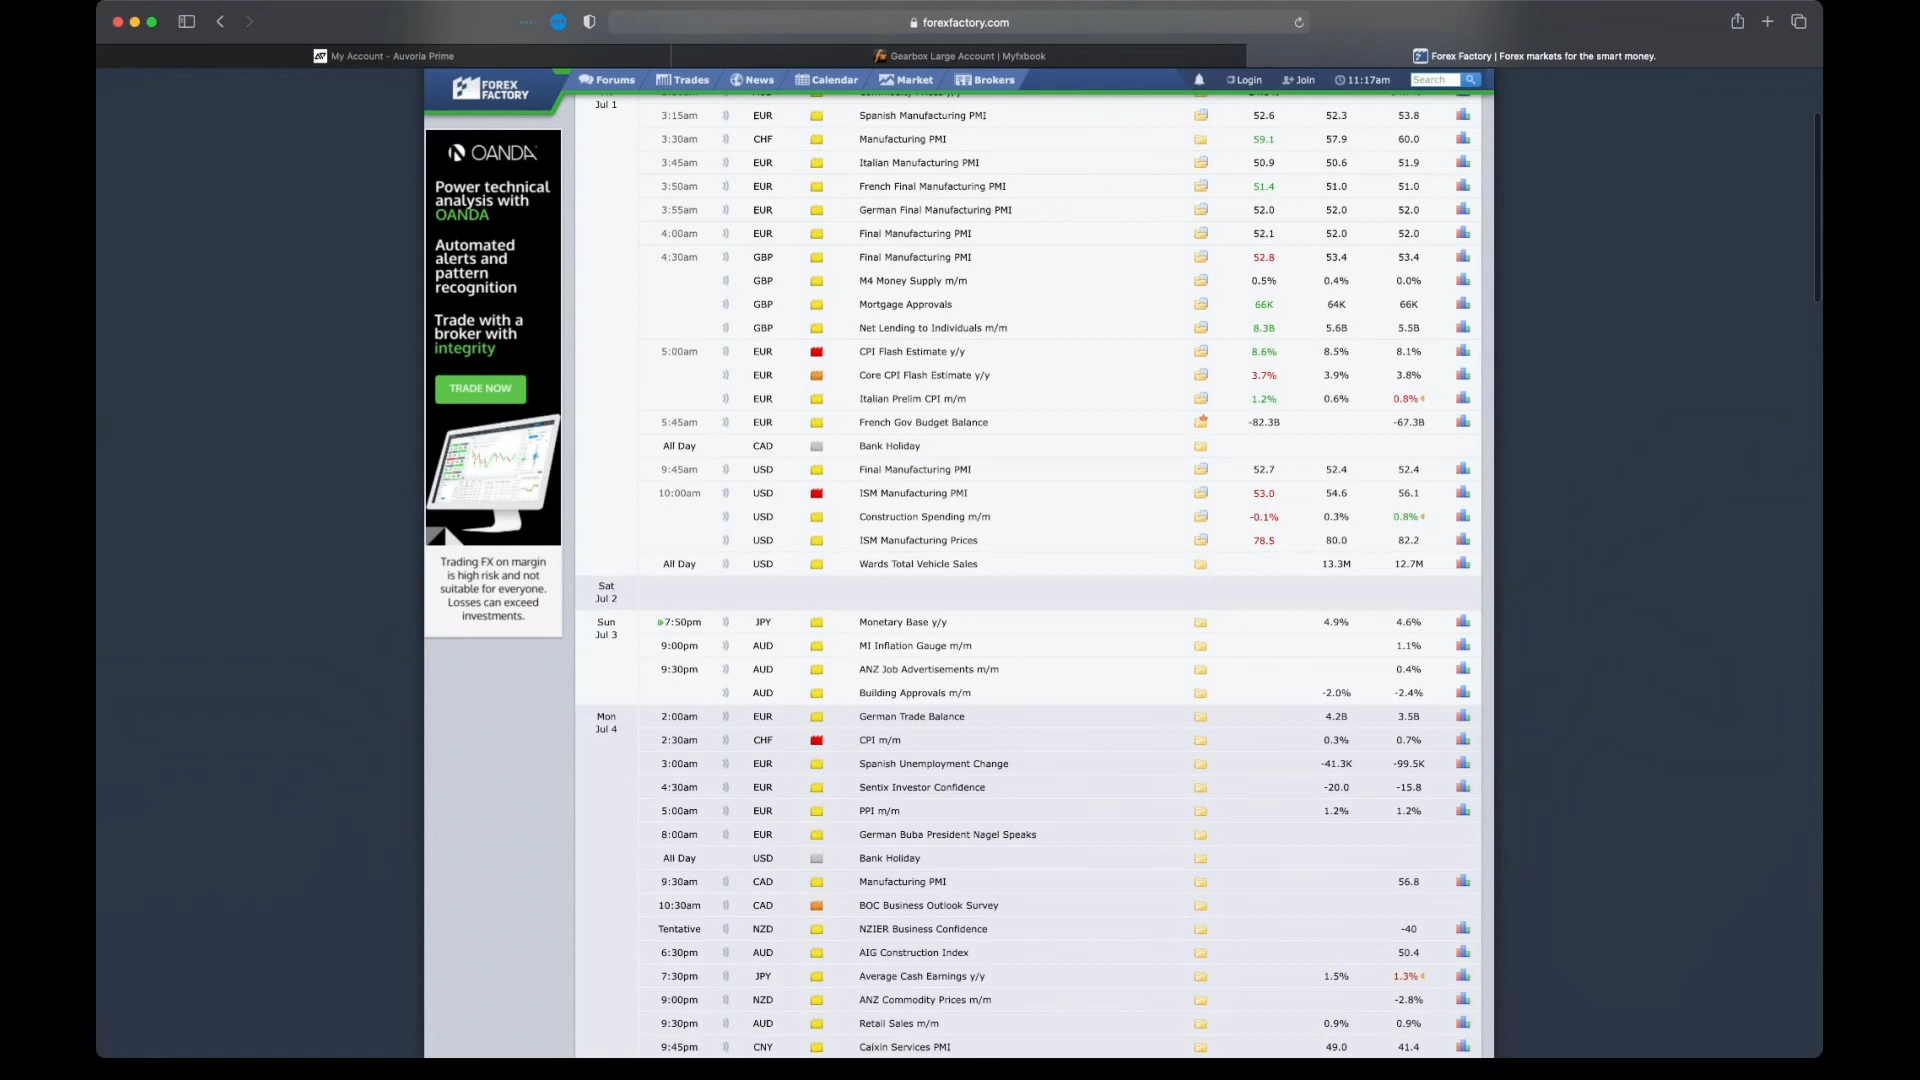 forexfactory.com
My Account - Auvoria Prime
Gearbox Large Account | Myfxbook
Forex Factory | Forex markets for the smart money.
FOREX FACTORY
Forums Trades News Calendar Market Brokers
Login Join 11:17am Search
OANDA
Power technical
analysis with
OANDA
Automated
alerts and
pattern
recognition
Trade with a
broker with
integrity
TRADE NOW
Trading FX on margin
is high risk and not
suitable for everyone.
Losses can exceed
investments.
Jul 1
3:15am EUR Spanish Manufacturing PMI 52.6 52.3 53.8
3:30am CHF Manufacturing PMI 59.1 57.9 60.0
3:45am EUR Italian Manufacturing PMI 50.9 50.6 51.9
3:50am EUR French Final Manufacturing PMI 51.4 51.0 51.0
3:55am EUR German Final Manufacturing PMI 52.0 52.0 52.0
4:00am EUR Final Manufacturing PMI 52.1 52.0 52.0
4:30am GBP Final Manufacturing PMI 52.8 53.4 53.4
GBP M4 Money Supply m/m 0.5% 0.4% 0.0%
GBP Mortgage Approvals 66K 64K 66K
GBP Net Lending to Individuals m/m 8.3B 5.6B 5.5B
5:00am EUR CPI Flash Estimate y/y 8.6% 8.5% 8.1%
EUR Core CPI Flash Estimate y/y 3.7% 3.9% 3.8%
EUR Italian Prelim CPI m/m 1.2% 0.6% 0.8%
5:45am EUR French Gov Budget Balance -82.3B -67.3B
All Day CAD Bank Holiday
9:45am USD Final Manufacturing PMI 52.7 52.4 52.4
10:00am USD ISM Manufacturing PMI 53.0 54.6 56.1
USD Construction Spending m/m -0.1% 0.3% 0.8%
USD ISM Manufacturing Prices 78.5 80.0 82.2
All Day USD Wards Total Vehicle Sales 13.3M 12.7M
Sat
Jul 2
Sun
Jul 3
7:50pm JPY Monetary Base y/y 4.9% 4.6%
9:00pm AUD MI Inflation Gauge m/m 1.1%
9:30pm AUD ANZ Job Advertisements m/m 0.4%
AUD Building Approvals m/m -2.0% -2.4%
Mon
Jul 4
2:00am EUR German Trade Balance 4.2B 3.5B
2:30am CHF CPI m/m 0.3% 0.7%
3:00am EUR Spanish Unemployment Change -41.3K -99.5K
4:30am EUR Sentix Investor Confidence -20.0 -15.8
5:00am EUR PPI m/m 1.2% 1.2%
8:00am EUR German Buba President Nagel Speaks
All Day USD Bank Holiday
9:30am CAD Manufacturing PMI 56.8
10:30am CAD BOC Business Outlook Survey
Tentative NZD NZIER Business Confidence -40
6:30pm AUD AIG Construction Index 50.4
7:30pm JPY Average Cash Earnings y/y 1.5% 1.3%
9:00pm NZD ANZ Commodity Prices m/m -2.8%
9:30pm AUD Retail Sales m/m 0.9% 0.9%
9:45pm CNY Caixin Services PMI 49.0 41.4